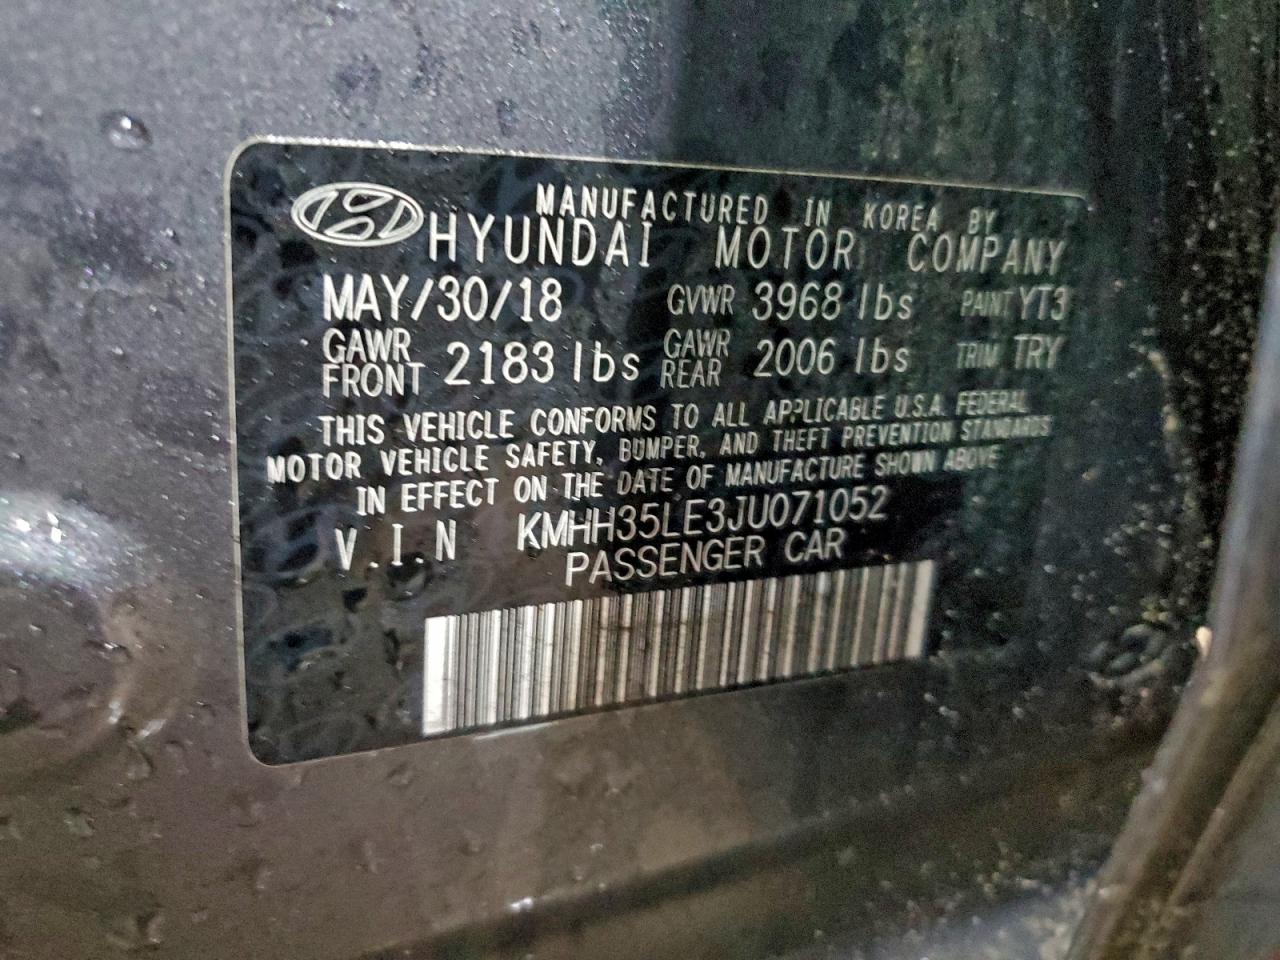 MANUFACTURED IN KOREA BY
HYUNDAI MOTOR COMPANY
MAY/30/18 GVWR 3968 lbs PAINT YT3
GAWR FRONT 2183 lbs GAWR REAR 2006 lbs TRIM TRY
THIS VEHICLE CONFORMS TO ALL APPLICABLE U.S.A. FEDERAL
MOTOR VEHICLE SAFETY, BUMPER, AND THEFT PREVENTION STANDARDS
IN EFFECT ON THE DATE OF MANUFACTURE SHOWN ABOVE
V.I N KMHH35LE3JU071052
PASSENGER CAR